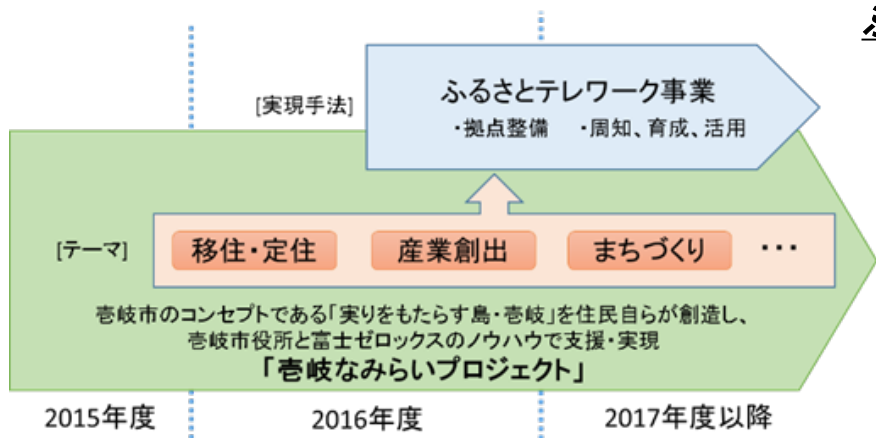 [実現手法]
ふるさとテレワーク事業
・拠点整備 ・周知、育成、活用
[テーマ]
移住・定住
産業創出
まちづくり
・・・
壱岐市のコンセプトである「実りをもたらす島・壱岐」を住民自らが創造し、
壱岐市役所と富士ゼロックスのノウハウで支援・実現
「壱岐なみらいプロジェクト」
2015年度
2016年度
2017年度以降